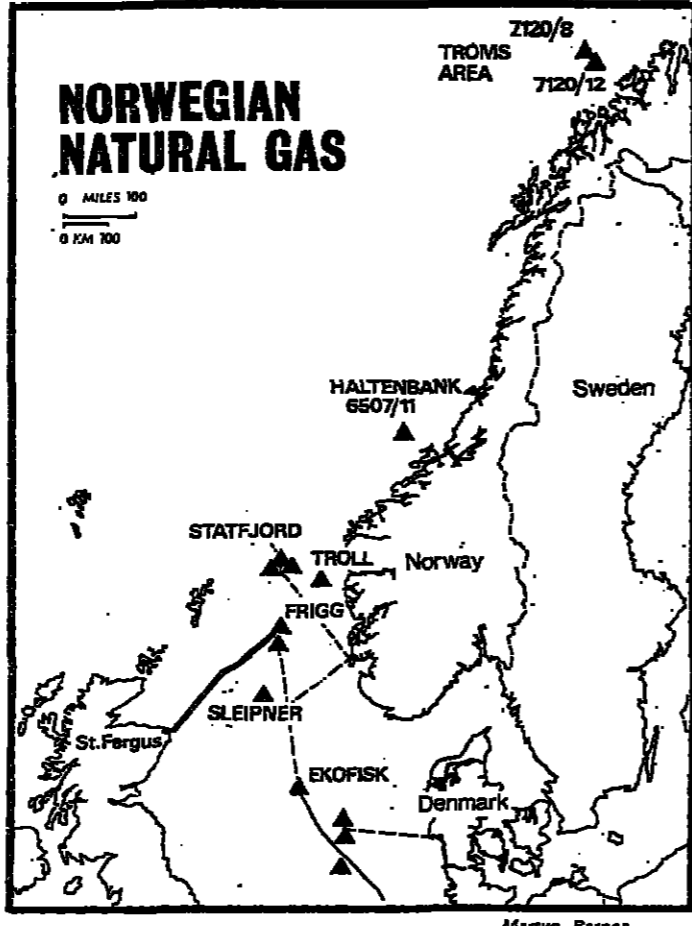 7120/8
TROMS
AREA
7120/12
NORWEGIAN
NATURAL GAS
0 MILES 100
0 KM 100
HALTENBANK
6507/11
Sweden
STATFJORD
TROLL
Norway
FRIGG
SLEIPNER
St.Fergus
EKOFISK
Denmark